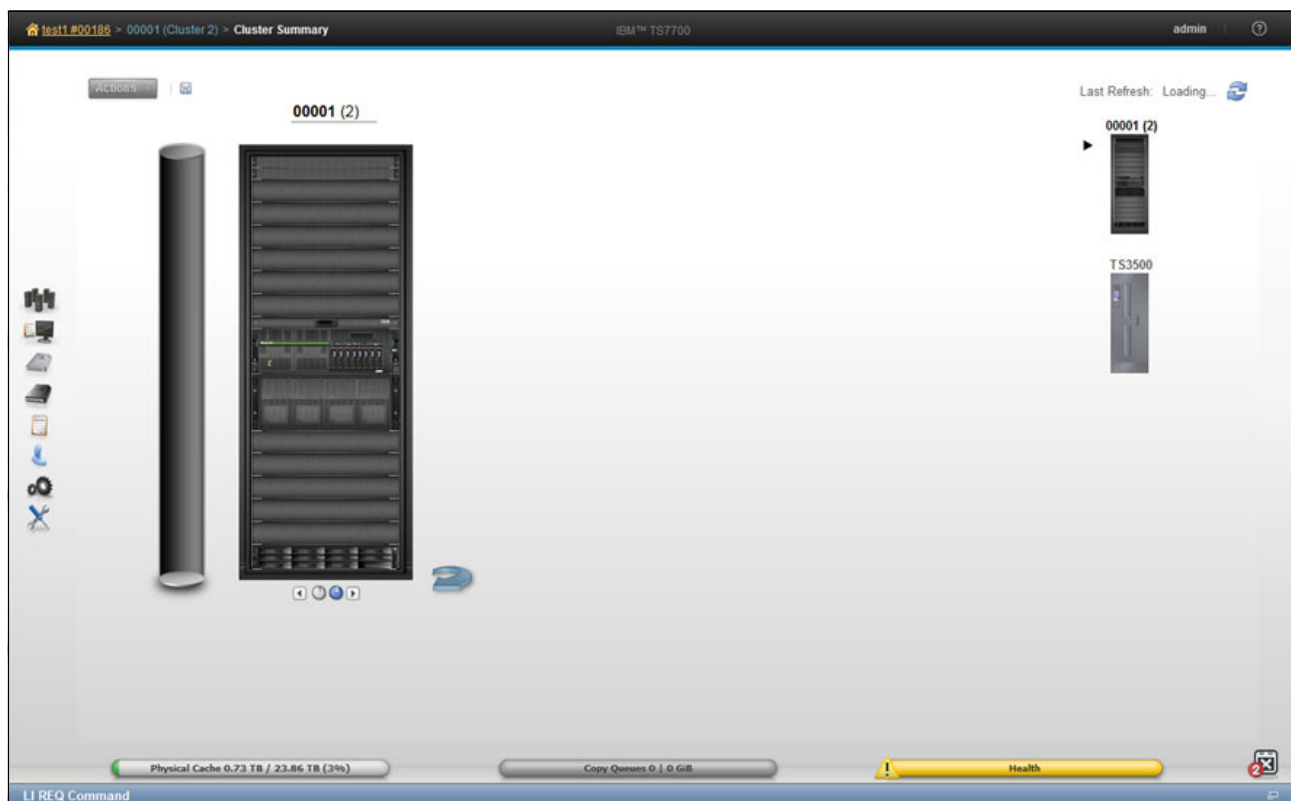 test1 #00186 > 00001 (Cluster 2) > Cluster Summary
IBM™ TS7700
admin
?
Actions
Last Refresh: Loading...
00001 (2)
00001 (2)
TS3500
Physical Cache 0.73 TB / 23.86 TB (3%)
Copy Queues 0 | 0 GiB
Health
2
LI REQ Command